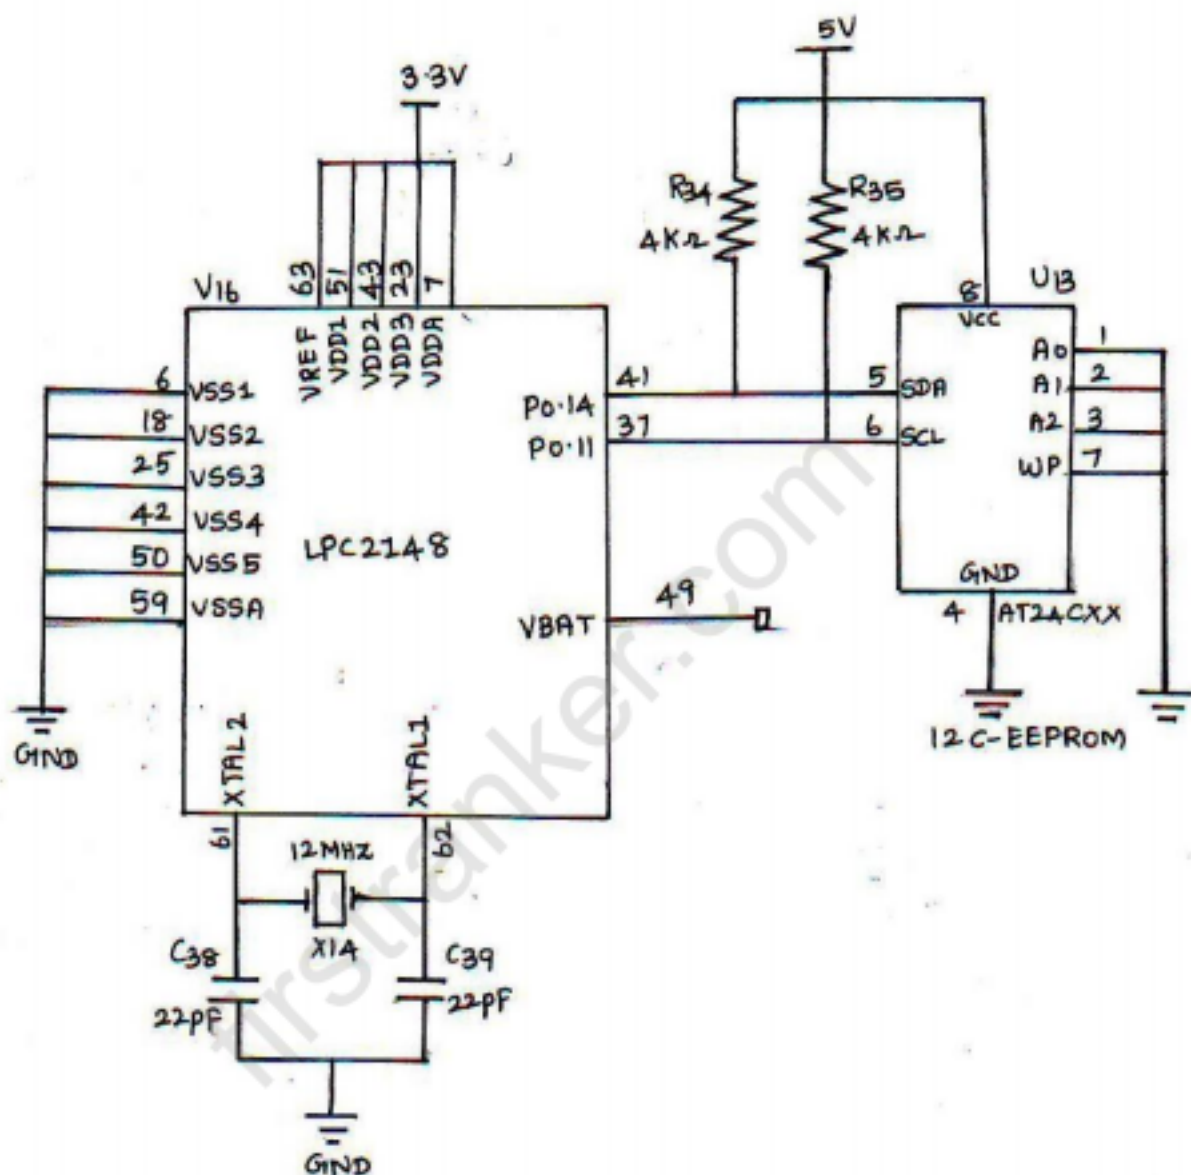 5V
3.3V
R34
4KΩ
R35
4KΩ
V16
63
51
43
23
7
VREF
VDD1
VDD2
VDD3
VDDA
U13
8
VCC
6
VSS1
18
VSS2
25
VSS3
42
VSS4
50
VSS5
59
VSSA
GND
LPC2148
41
P0.14
37
P0.11
49
VBAT
5
SDA
6
SCL
A0
1
A1
2
A2
3
WP
7
GND
4
AT24CXX
I2C-EEPROM
XTAL2
XTAL1
61
62
12MHZ
X14
C38
22pF
C39
22pF
GND
firstranker.com